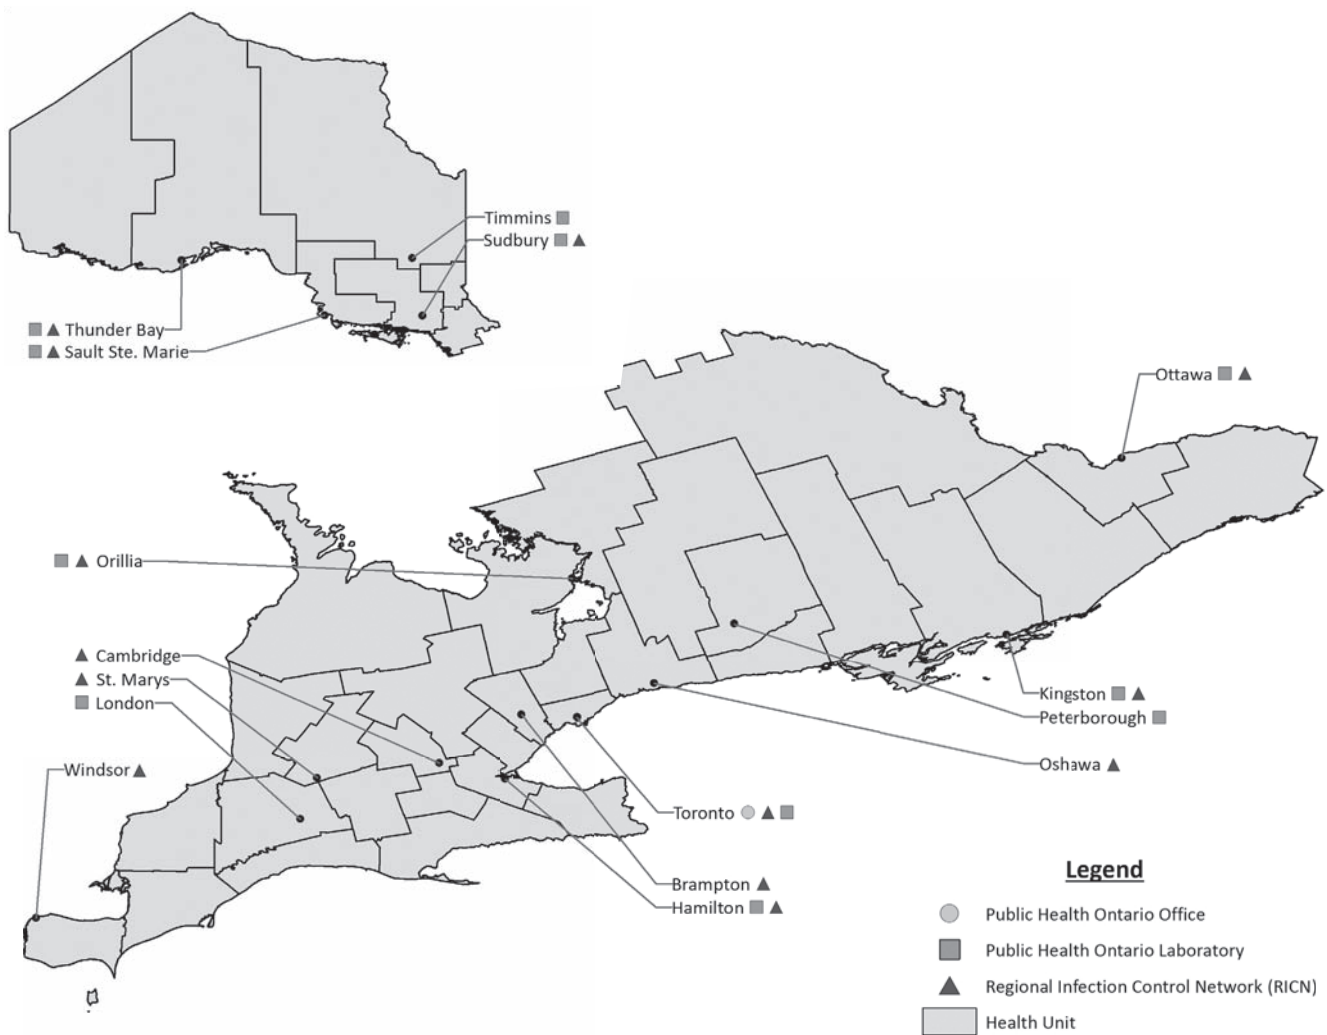 Timmins
Sudbury
Thunder Bay
Sault Ste. Marie
Ottawa
Orillia
Cambridge
St. Marys
London
Windsor
Kingston
Peterborough
Oshawa
Toronto
Brampton
Hamilton
Legend
Public Health Ontario Office
Public Health Ontario Laboratory
Regional Infection Control Network (RICN)
Health Unit